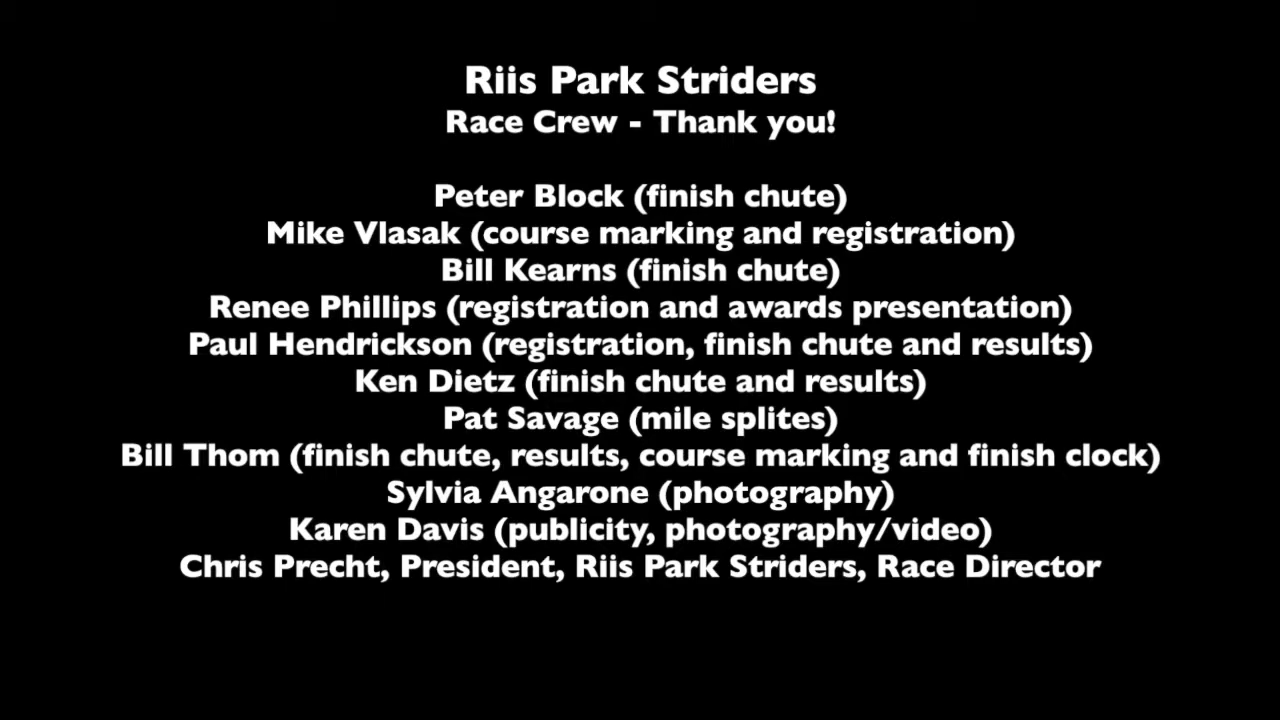 Riis Park Striders
Race Crew - Thank you!
Peter Block (finish chute)
Mike Vlasak (course marking and registration)
Bill Kearns (finish chute)
Renee Phillips (registration and awards presentation)
Paul Hendrickson (registration, finish chute and results)
Ken Dietz (finish chute and results)
Pat Savage (mile splites)
Bill Thom (finish chute, results, course marking and finish clock)
Sylvia Angarone (photography)
Karen Davis (publicity, photography/video)
Chris Precht, President, Riis Park Striders, Race Director